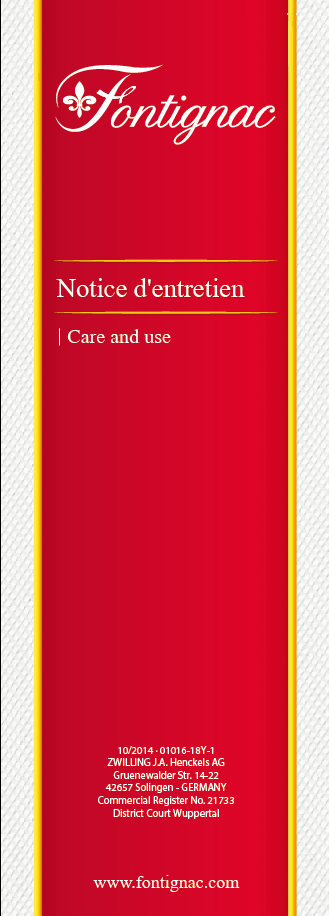 Fontignac
Notice d'entretien
| Care and use
10/2014 · 01016-18Y-1
ZWILLING J.A. Henckels AG
Gruenewalder Str. 14-22
42657 Solingen - GERMANY
Commercial Register No. 21733
District Court Wuppertal
www.fontignac.com